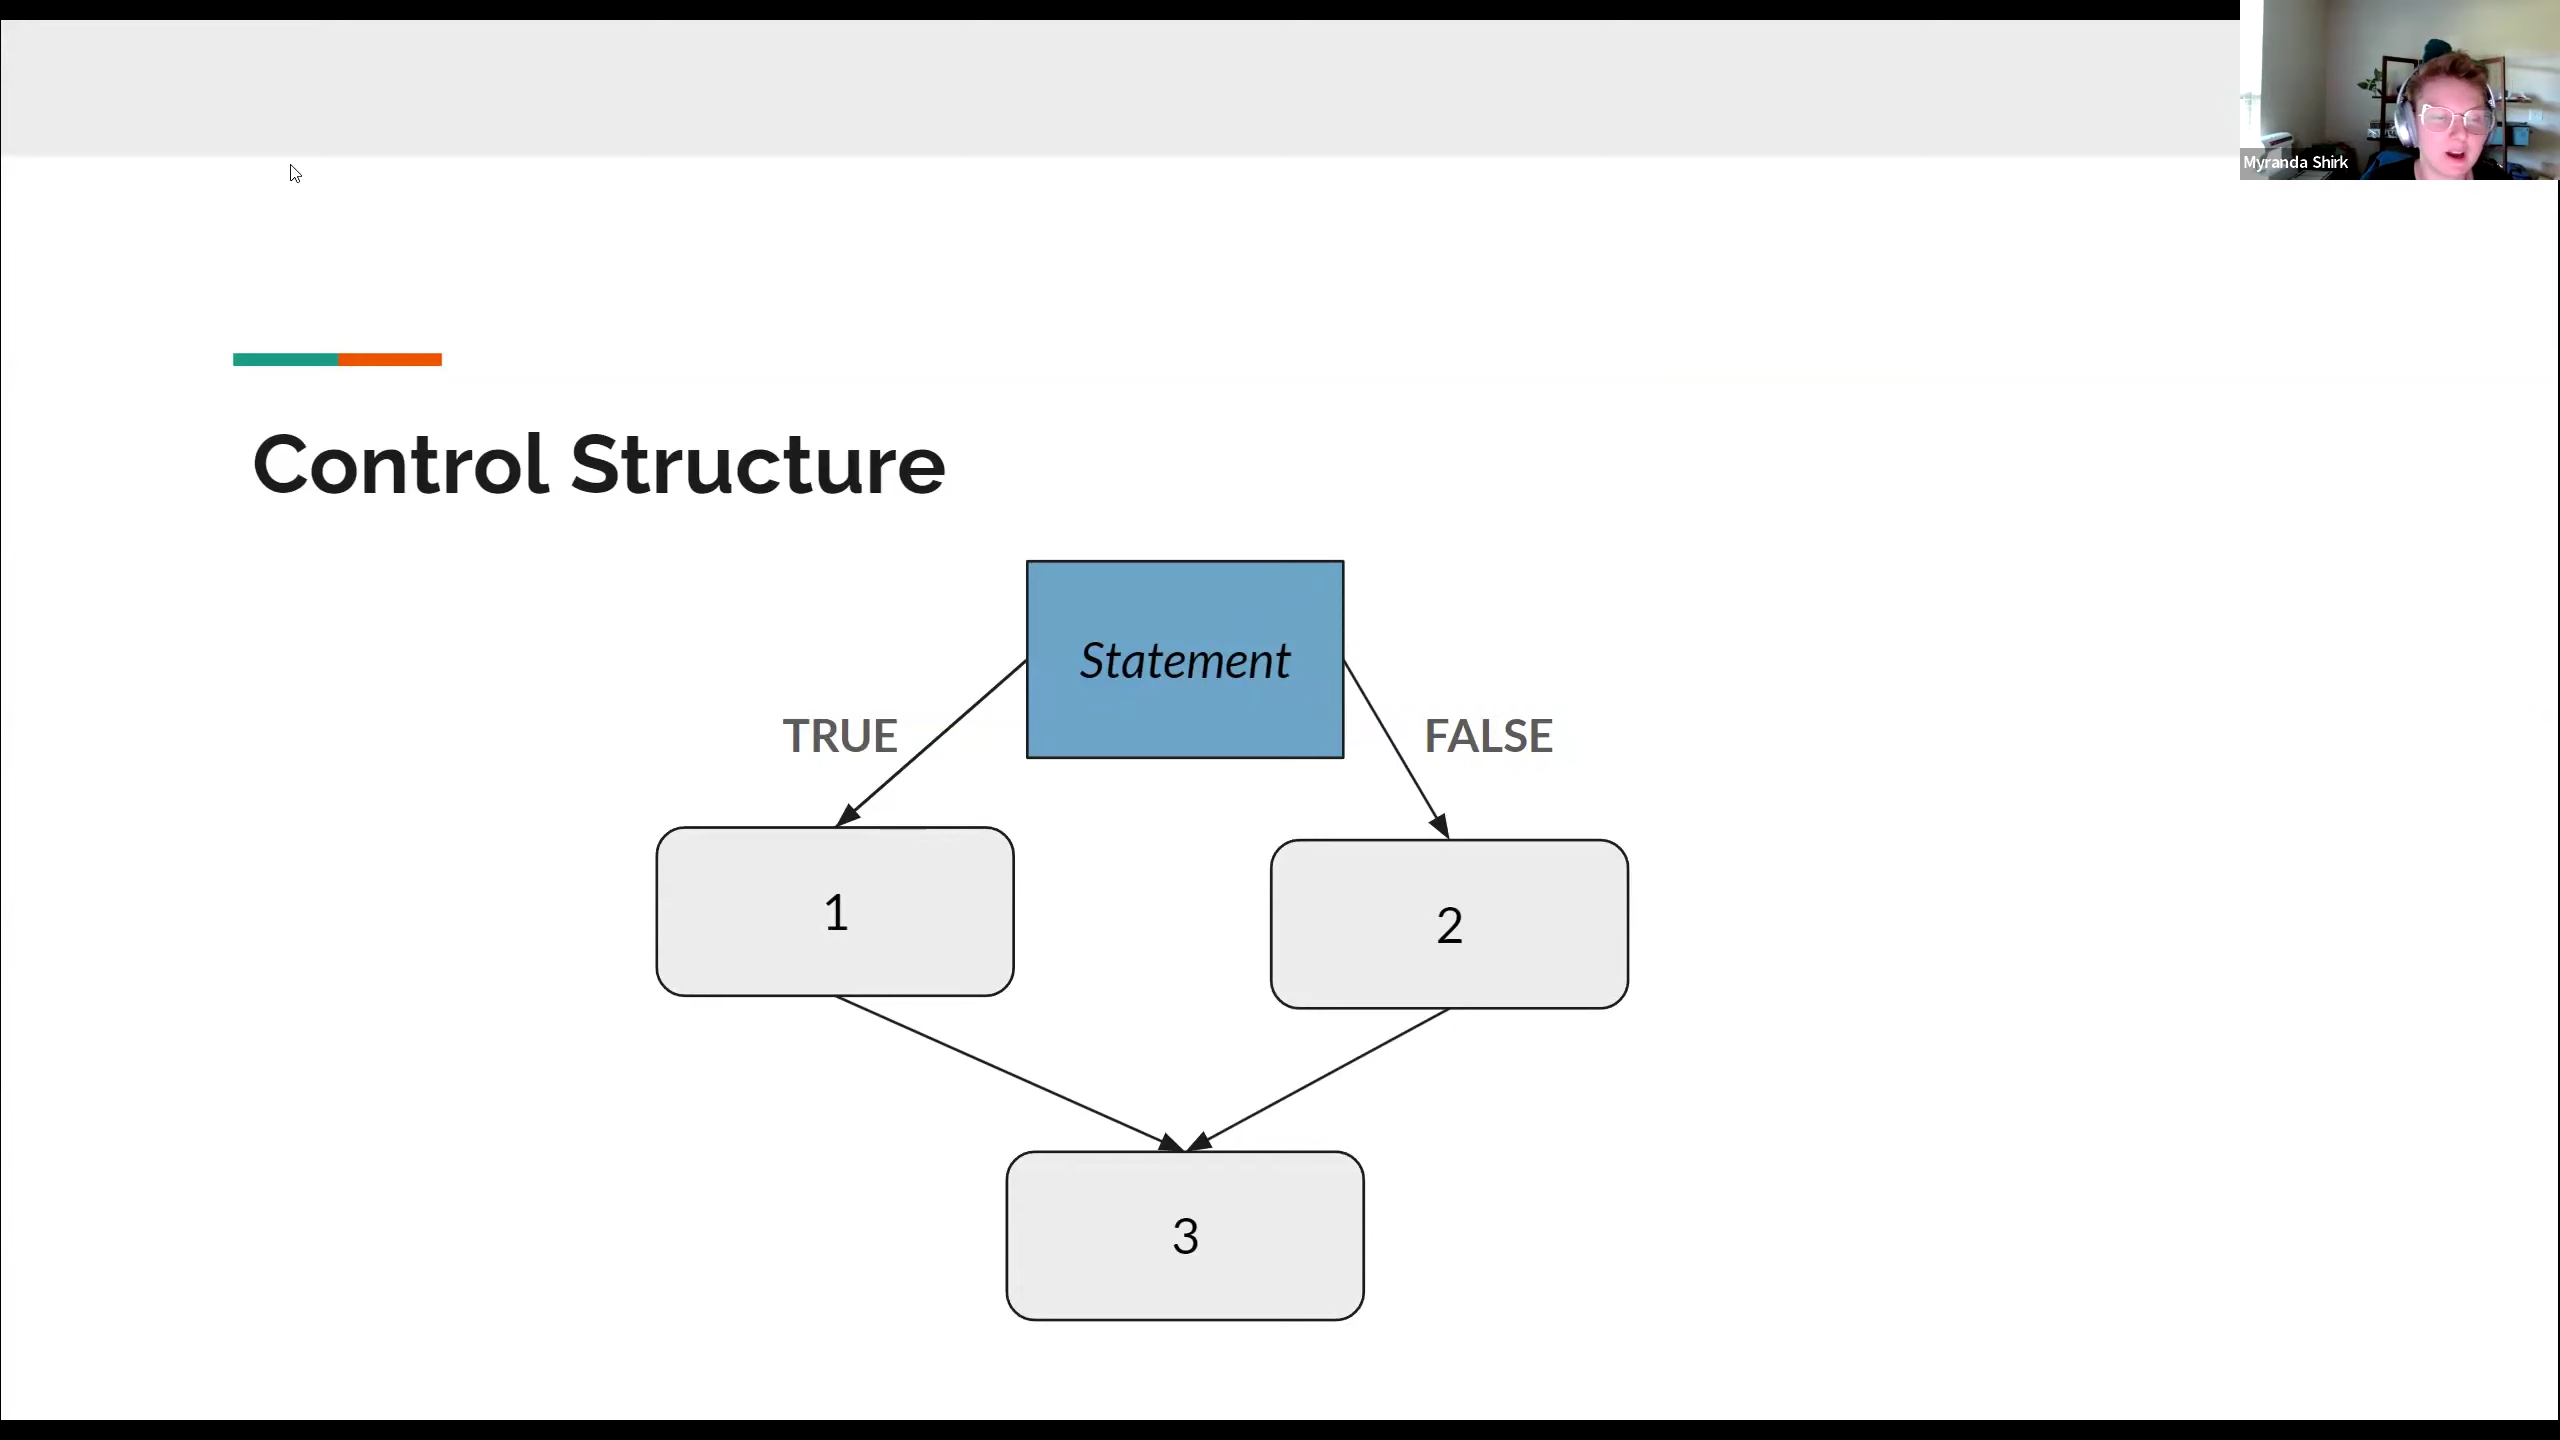 Myranda Shirk
Control Structure
Statement
TRUE
FALSE
1
2
3